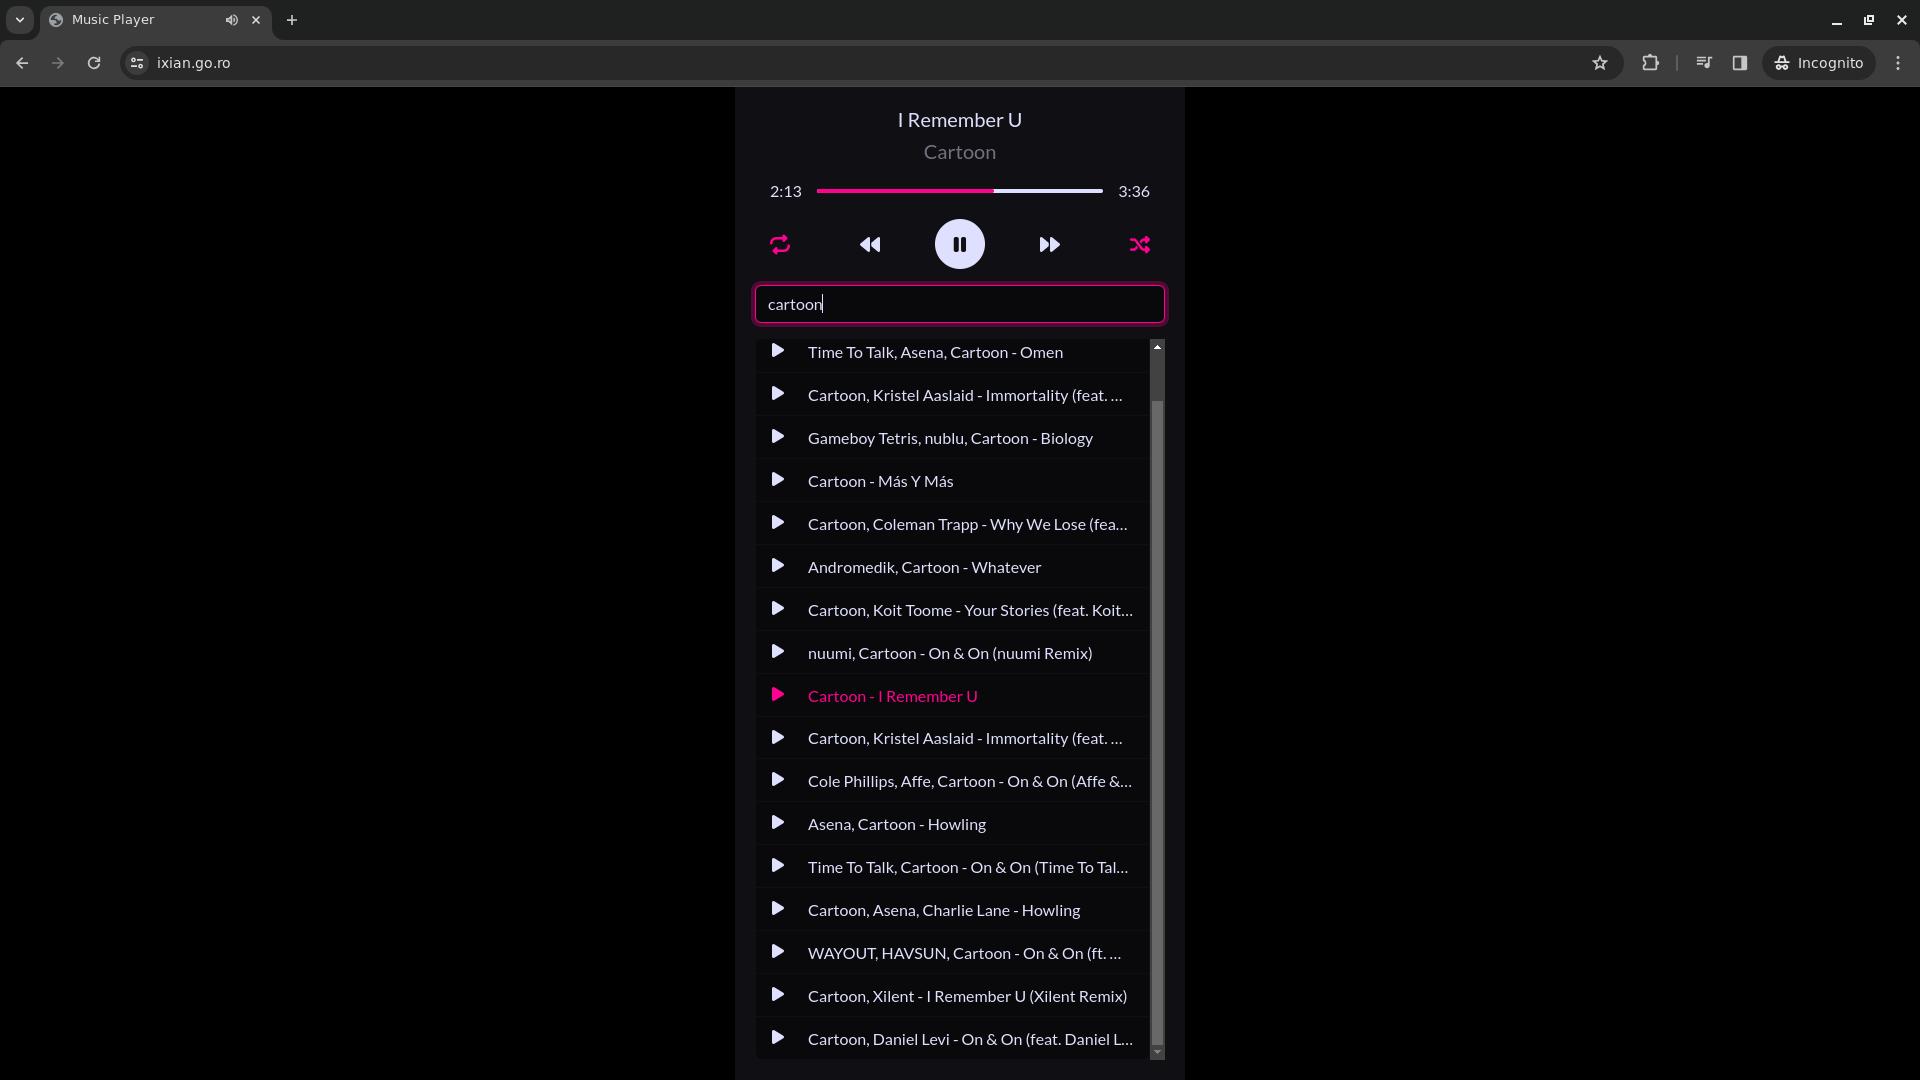 Music Player
ixian.go.ro
Incognito
I Remember U
Cartoon
2:13
3:36
cartoon
Time To Talk, Asena, Cartoon - Omen
Cartoon, Kristel Aaslaid - Immortality (feat. ...
Gameboy Tetris, nublu, Cartoon - Biology
Cartoon - Más Y Más
Cartoon, Coleman Trapp - Why We Lose (fea...
Andromedik, Cartoon - Whatever
Cartoon, Koit Toome - Your Stories (feat. Koit...
nuumi, Cartoon - On & On (nuumi Remix)
Cartoon - I Remember U
Cartoon, Kristel Aaslaid - Immortality (feat. ...
Cole Phillips, Affe, Cartoon - On & On (Affe &...
Asena, Cartoon - Howling
Time To Talk, Cartoon - On & On (Time To Tal...
Cartoon, Asena, Charlie Lane - Howling
WAYOUT, HAVSUN, Cartoon - On & On (ft. ...
Cartoon, Xilent - I Remember U (Xilent Remix)
Cartoon, Daniel Levi - On & On (feat. Daniel L...